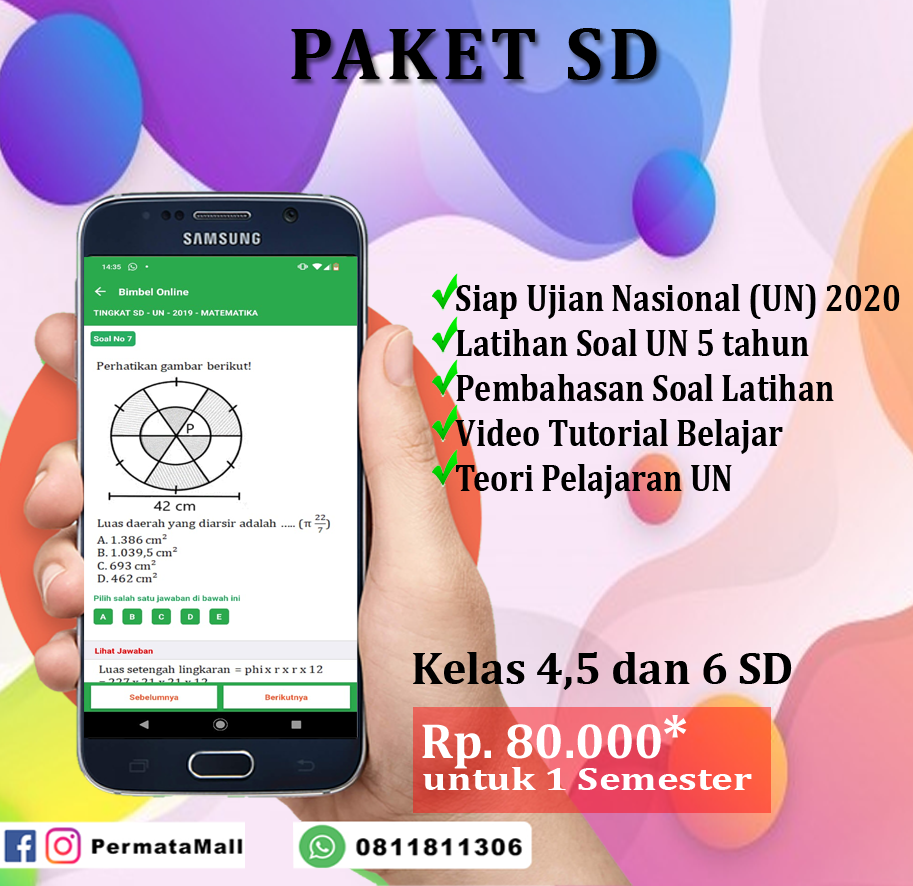 PAKET SD
SAMSUNG
14:35
Bimbel Online
TINGKAT SD - UN - 2019 - MATEMATIKA
Soal No 7
Perhatikan gambar berikut!
P
42 cm
Luas daerah yang diarsir adalah ..... (π 22/7)
A. 1.386 cm²
B. 1.039,5 cm²
C. 693 cm²
D. 462 cm²
Pilih salah satu jawaban di bawah ini
A B C D E
Lihat Jawaban
Luas setengah lingkaran = phi x r x r x 12
= 227 x 21 x 21 x 12
Sebelumnya Berikutnya
Siap Ujian Nasional (UN) 2020
Latihan Soal UN 5 tahun
Pembahasan Soal Latihan
Video Tutorial Belajar
Teori Pelajaran UN
Kelas 4,5 dan 6 SD
Rp. 80.000*
untuk 1 Semester
PermataMall
0811811306